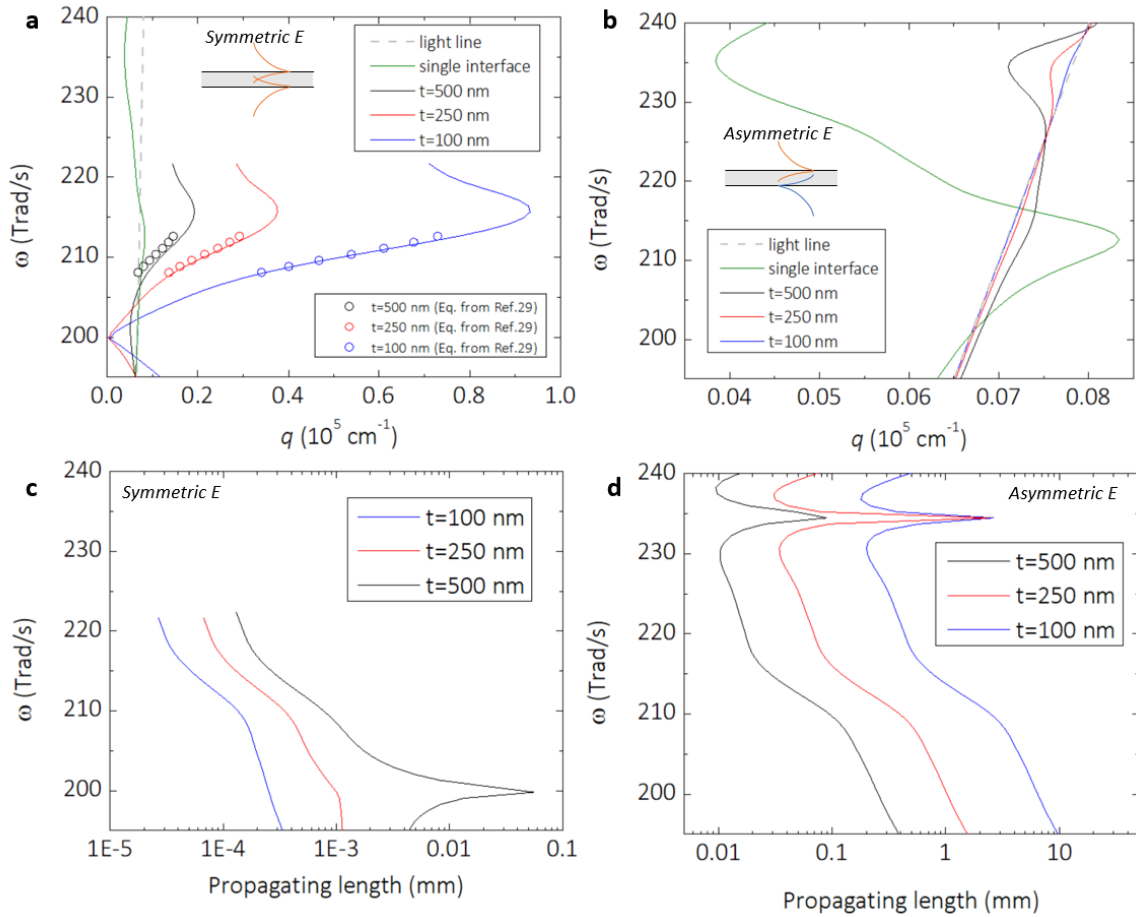 a
Symmetric E
light line
single interface
t=500 nm
t=250 nm
t=100 nm
t=500 nm (Eq. from Ref.29)
t=250 nm (Eq. from Ref.29)
t=100 nm (Eq. from Ref.29)
240
230
220
210
200
ω (Trad/s)
0.0 0.2 0.4 0.6 0.8 1.0
q (10⁵ cm⁻¹)
b
Asymmetric E
light line
single interface
t=500 nm
t=250 nm
t=100 nm
240
230
220
210
200
ω (Trad/s)
0.04 0.05 0.06 0.07 0.08
q (10⁵ cm⁻¹)
c
Symmetric E
t=100 nm
t=250 nm
t=500 nm
240
230
220
210
200
ω (Trad/s)
1E-5 1E-4 1E-3 0.01 0.1
Propagating length (mm)
d
Asymmetric E
t=500 nm
t=250 nm
t=100 nm
240
230
220
210
200
ω (Trad/s)
0.01 0.1 1 10
Propagating length (mm)